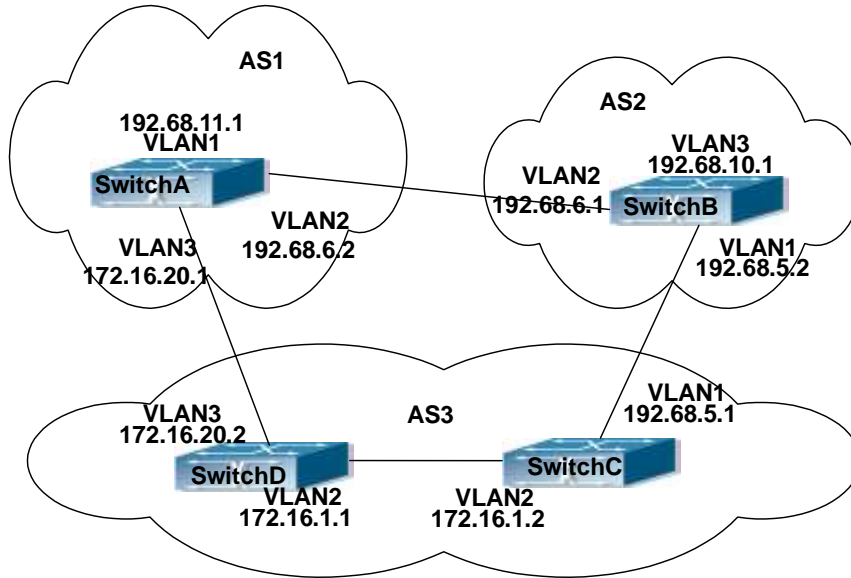 AS1
AS2
192.68.11.1
VLAN1
SwitchA
VLAN3
192.68.10.1
VLAN2
192.68.6.1
SwitchB
VLAN2
192.68.6.2
VLAN3
172.16.20.1
VLAN1
192.68.5.2
VLAN1
192.68.5.1
AS3
VLAN3
172.16.20.2
SwitchD
SwitchC
VLAN2
172.16.1.1
VLAN2
172.16.1.2